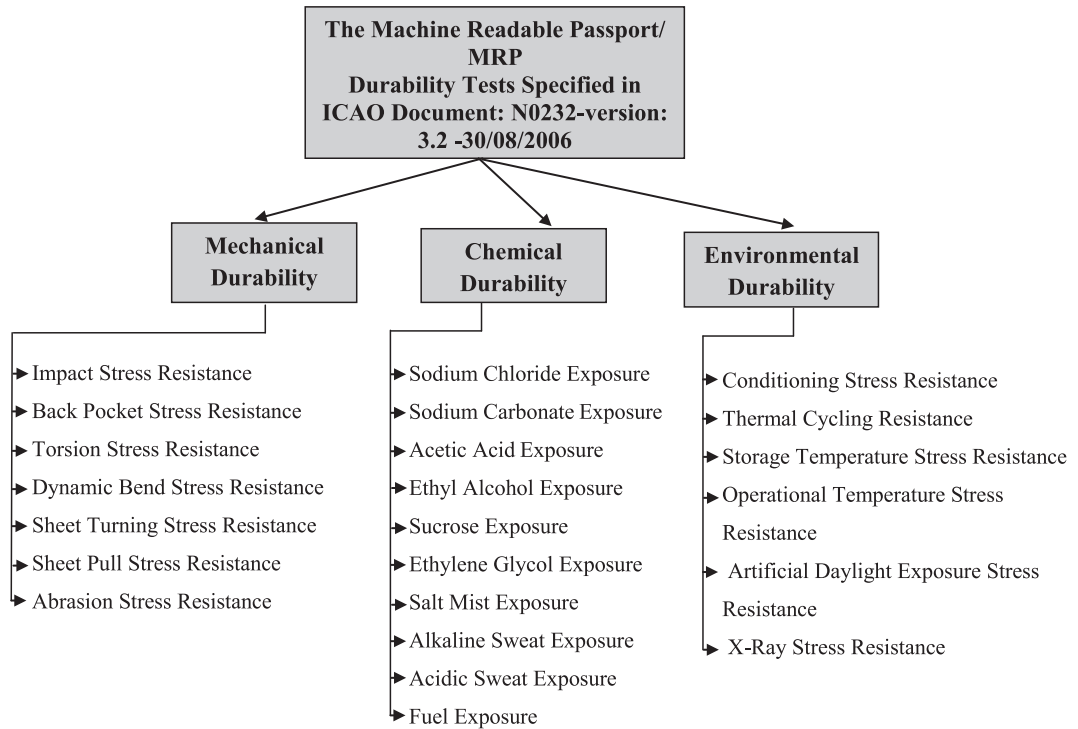 The Machine Readable Passport/
MRP
Durability Tests Specified in
ICAO Document: N0232-version:
3.2 -30/08/2006
Mechanical
Durability
Impact Stress Resistance
Back Pocket Stress Resistance
Torsion Stress Resistance
Dynamic Bend Stress Resistance
Sheet Turning Stress Resistance
Sheet Pull Stress Resistance
Abrasion Stress Resistance
Chemical
Durability
Sodium Chloride Exposure
Sodium Carbonate Exposure
Acetic Acid Exposure
Ethyl Alcohol Exposure
Sucrose Exposure
Ethylene Glycol Exposure
Salt Mist Exposure
Alkaline Sweat Exposure
Acidic Sweat Exposure
Fuel Exposure
Environmental
Durability
Conditioning Stress Resistance
Thermal Cycling Resistance
Storage Temperature Stress Resistance
Operational Temperature Stress
Resistance
Artificial Daylight Exposure Stress
Resistance
X-Ray Stress Resistance